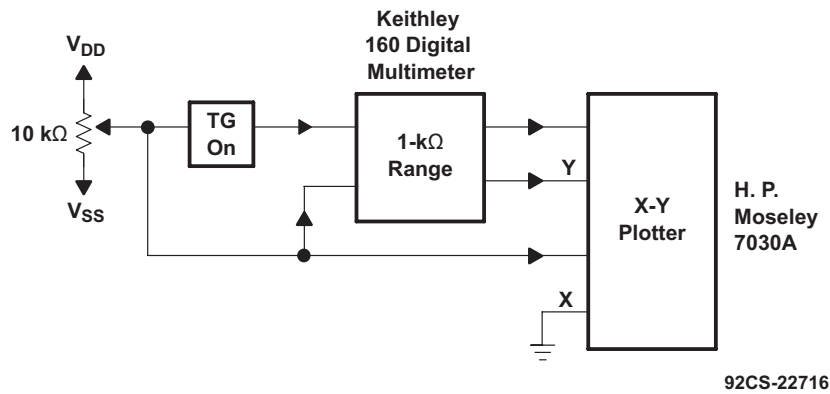 Keithley
160 Digital
Multimeter
VDD
10 kΩ
VSS
TG
On
1-kΩ
Range
Y
X
X-Y
Plotter
H. P.
Moseley
7030A
92CS-22716